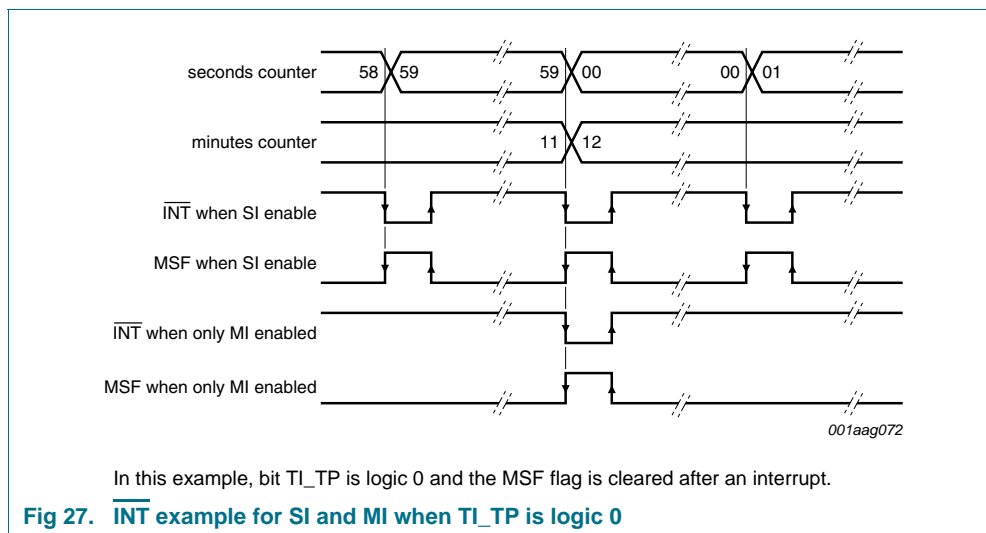 seconds counter 58 59 59 00 00 01
minutes counter 11 12
INT when SI enable
MSF when SI enable
INT when only MI enabled
MSF when only MI enabled
001aag072
In this example, bit TI_TP is logic 0 and the MSF flag is cleared after an interrupt.
Fig 27. INT example for SI and MI when TI_TP is logic 0